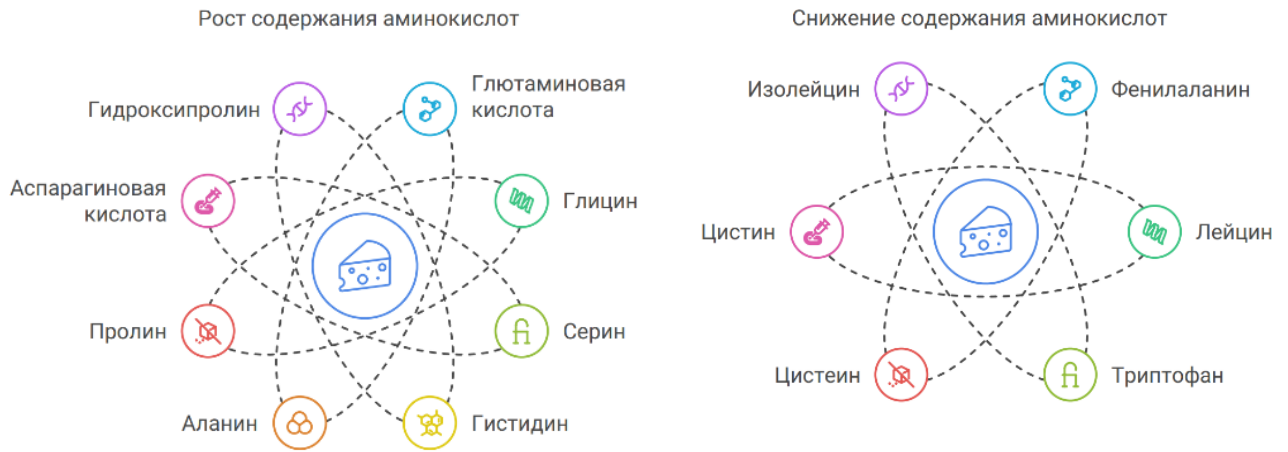 Рост содержания аминокислот
Гидроксипролин
Глютаминовая
кислота
Аспарагиновая
кислота
Глицин
Пролин
Серин
Аланин
Гистидин
Снижение содержания аминокислот
Изолейцин
Фенилаланин
Цистин
Лейцин
Цистеин
Триптофан